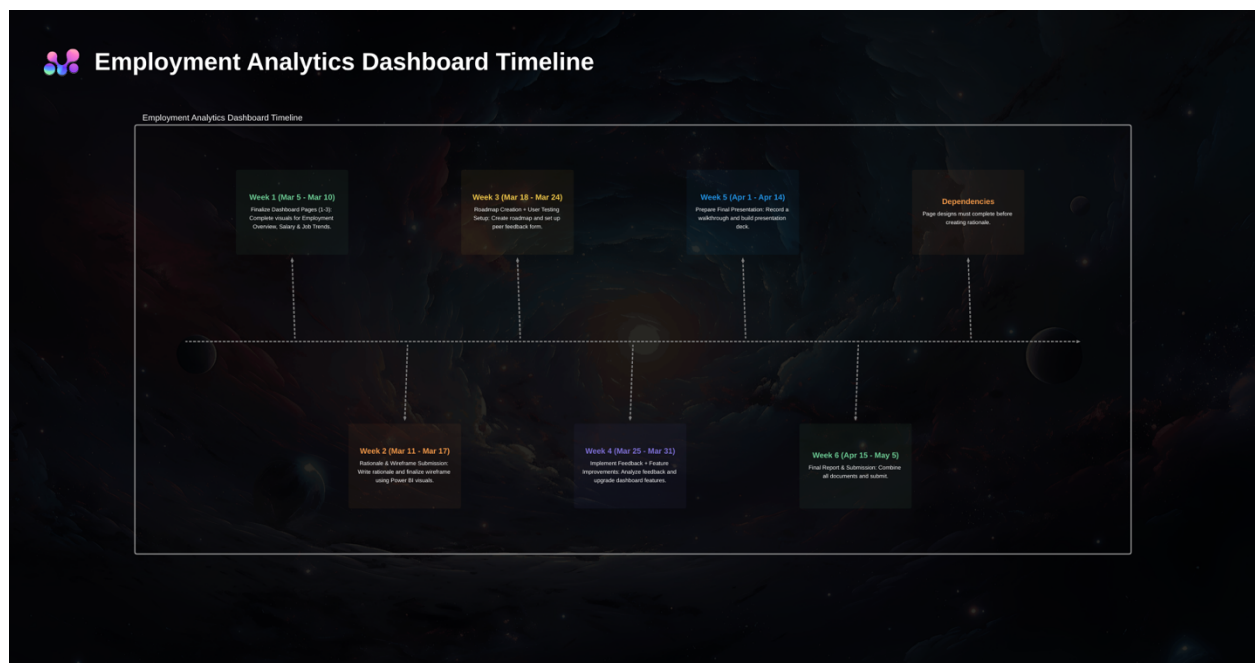 Employment Analytics Dashboard Timeline
Employment Analytics Dashboard Timeline
Week 1 (Mar 5 - Mar 10)
Finalize Dashboard Pages (1-3):
Complete visuals for Employment
Overview, Salary & Job Trends.
Week 3 (Mar 18 - Mar 24)
Roadmap Creation + User Testing
Setup: Create roadmap and set up
peer feedback form.
Week 5 (Apr 1 - Apr 14)
Prepare Final Presentation: Record a
walkthrough and build presentation
deck.
Dependencies
Page designs must complete before
creating rationale.
Week 2 (Mar 11 - Mar 17)
Rationale & Wireframe Submission:
Write rationale and finalize wireframe
using Power BI visuals.
Week 4 (Mar 25 - Mar 31)
Implement Feedback + Feature
Improvements: Analyze feedback and
upgrade dashboard features.
Week 6 (Apr 15 - May 5)
Final Report & Submission: Combine
all documents and submit.